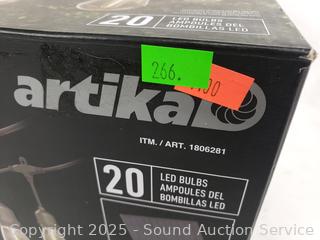 20
LED BULBS
AMPOULES DEL
BOMBILLAS LED
266.
artika
ITM. / ART. 1806281
20
LED BULBS
AMPOULES DEL
BOMBILLAS LED
Copyright 2025 - Sound Auction Service